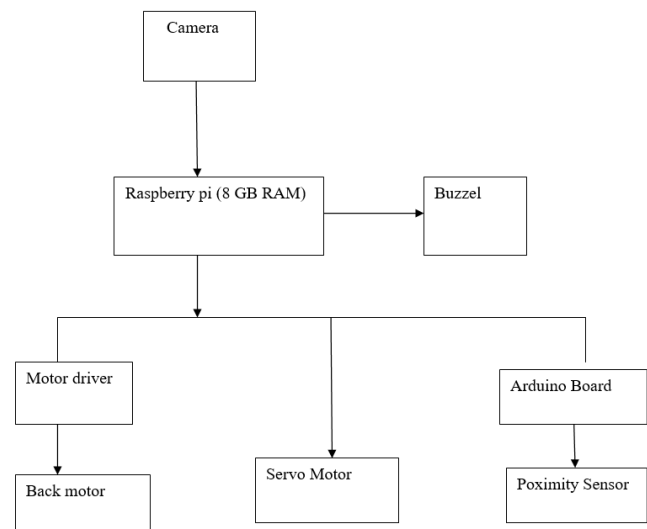 Camera
Raspberry pi (8 GB RAM)
Buzzel
Motor driver
Arduino Board
Back motor
Servo Motor
Poximity Sensor